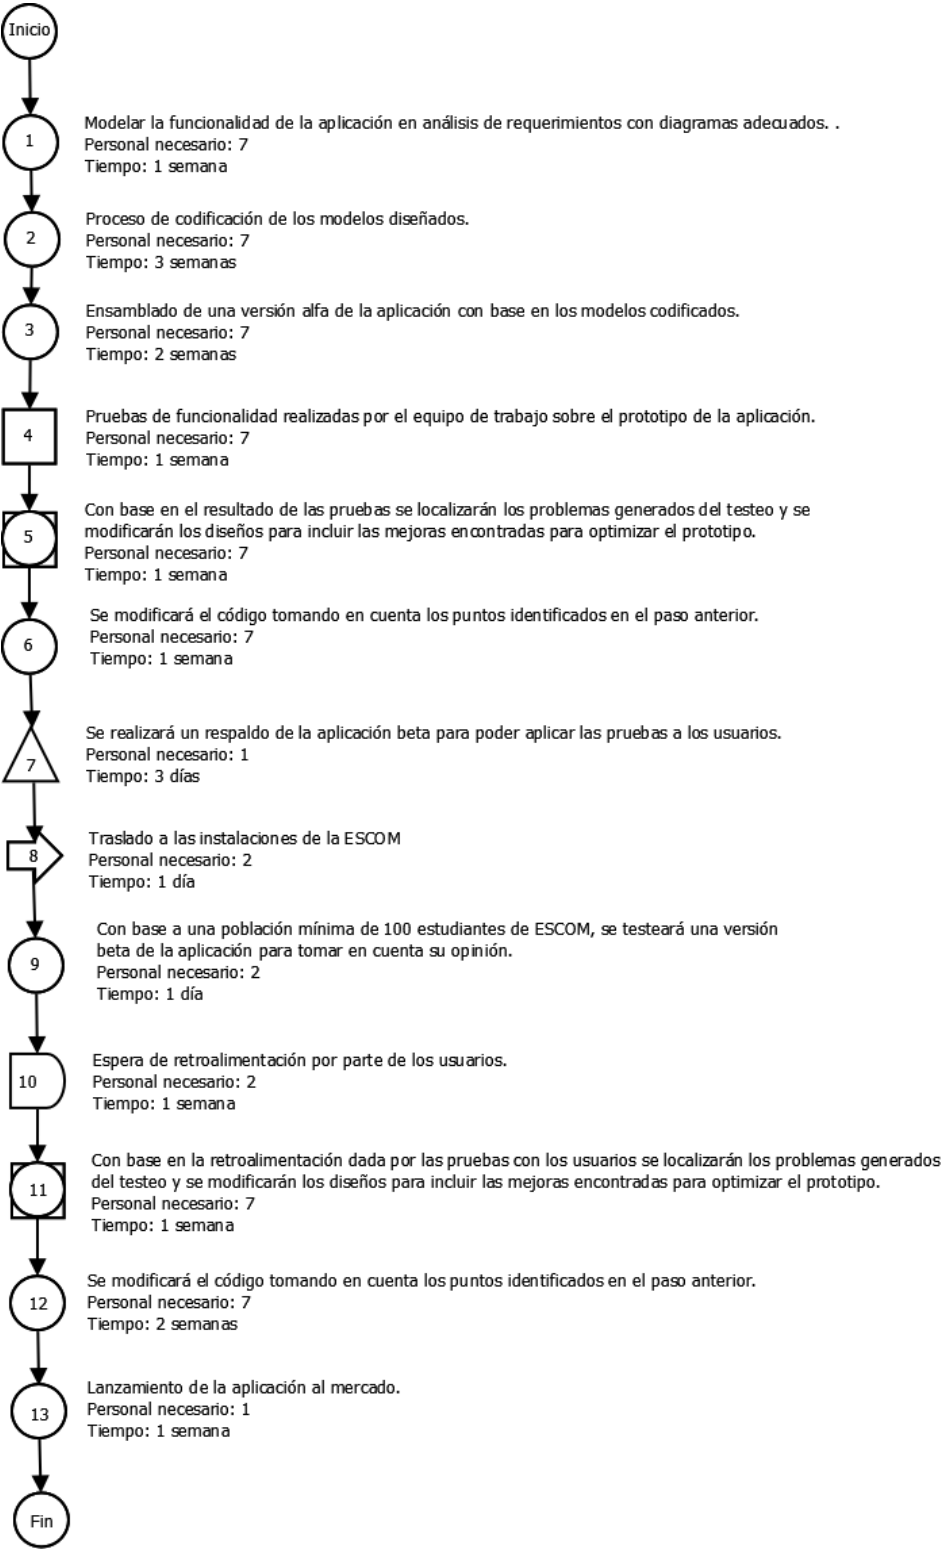 Inicio
1
Modelar la funcionalidad de la aplicación en análisis de requerimientos con diagramas adecuados. .
Personal necesario: 7
Tiempo: 1 semana
2
Proceso de codificación de los modelos diseñados.
Personal necesario: 7
Tiempo: 3 semanas
3
Ensamblado de una versión alfa de la aplicación con base en los modelos codificados.
Personal necesario: 7
Tiempo: 2 semanas
4
Pruebas de funcionalidad realizadas por el equipo de trabajo sobre el prototipo de la aplicación.
Personal necesario: 7
Tiempo: 1 semana
5
Con base en el resultado de las pruebas se localizarán los problemas generados del testeo y se
modificarán los diseños para incluir las mejoras encontradas para optimizar el prototipo.
Personal necesario: 7
Tiempo: 1 semana
6
Se modificará el código tomando en cuenta los puntos identificados en el paso anterior.
Personal necesario: 7
Tiempo: 1 semana
7
Se realizará un respaldo de la aplicación beta para poder aplicar las pruebas a los usuarios.
Personal necesario: 1
Tiempo: 3 días
8
Traslado a las instalaciones de la ESCOM
Personal necesario: 2
Tiempo: 1 día
9
Con base a una población mínima de 100 estudiantes de ESCOM, se testeará una versión
beta de la aplicación para tomar en cuenta su opinión.
Personal necesario: 2
Tiempo: 1 día
10
Espera de retroalimentación por parte de los usuarios.
Personal necesario: 2
Tiempo: 1 semana
11
Con base en la retroalimentación dada por las pruebas con los usuarios se localizarán los problemas generados
del testeo y se modificarán los diseños para incluir las mejoras encontradas para optimizar el prototipo.
Personal necesario: 7
Tiempo: 1 semana
12
Se modificará el código tomando en cuenta los puntos identificados en el paso anterior.
Personal necesario: 7
Tiempo: 2 semanas
13
Lanzamiento de la aplicación al mercado.
Personal necesario: 1
Tiempo: 1 semana
Fin